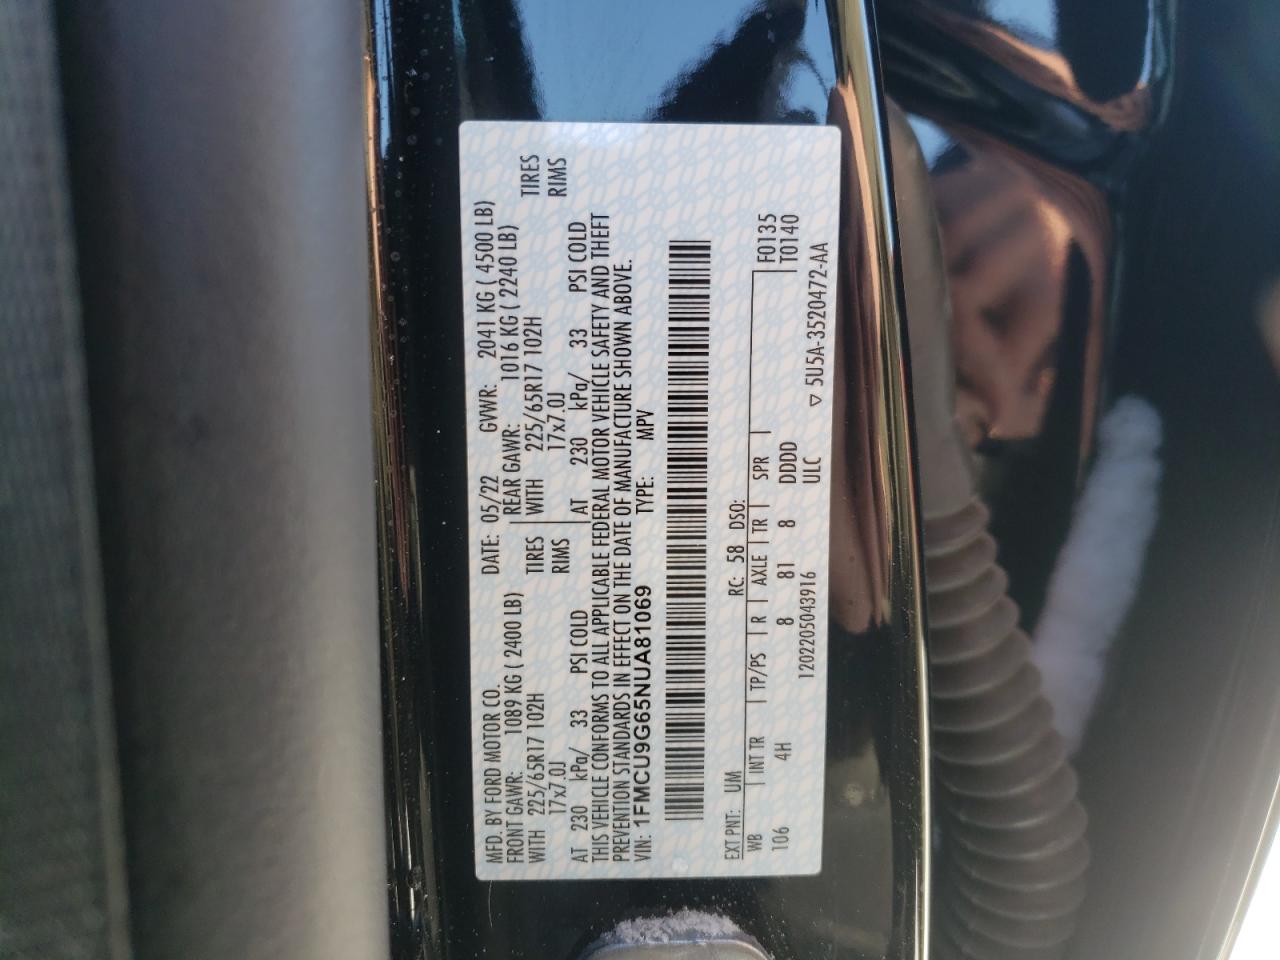 MFD. BY FORD MOTOR CO. DATE: 05/22 GVWR: 2041 KG ( 4500 LB)
FRONT GAWR: 1089 KG ( 2400 LB) REAR GAWR: 1016 KG ( 2240 LB)
WITH 225/65R17 102H TIRES WITH 225/65R17 102H TIRES
17x7.0J RIMS 17x7.0J RIMS
AT 230 kPa/ 33 PSI COLD AT 230 kPa/ 33 PSI COLD
THIS VEHICLE CONFORMS TO ALL APPLICABLE FEDERAL MOTOR VEHICLE SAFETY AND THEFT
PREVENTION STANDARDS IN EFFECT ON THE DATE OF MANUFACTURE SHOWN ABOVE.
VIN: 1FMCU9G65NUA81069 TYPE: MPV
EXT PNT: UM RC: 58 DSO:
WB INT TR TP/PS R AXLE TR SPR F0135
106 4H 8 81 8 DDDD T0140
120220504391​6 ULC ▽ 5U5A-3520472-AA